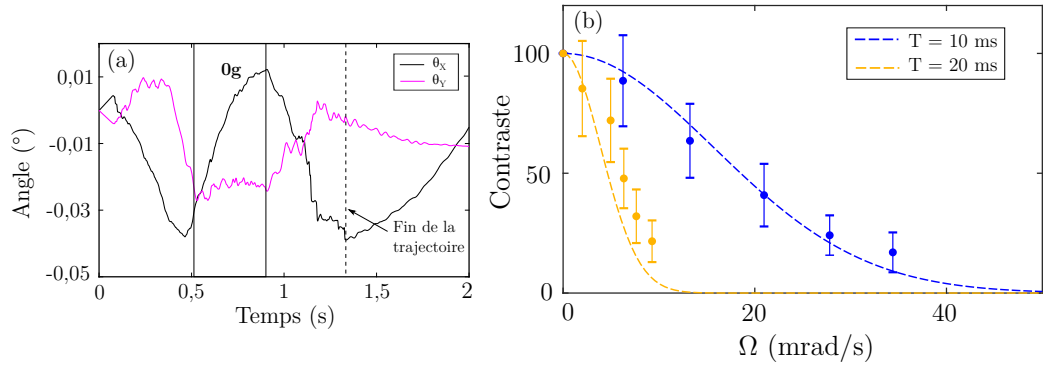 (a)
0g
θX
θY
0,01
-0,01
-0,03
-0,05
Angle (°)
Fin de la
trajectoire
0
0,5
1
1,5
2
Temps (s)
(b)
T = 10 ms
T = 20 ms
100
50
0
Contraste
0
20
40
Ω (mrad/s)